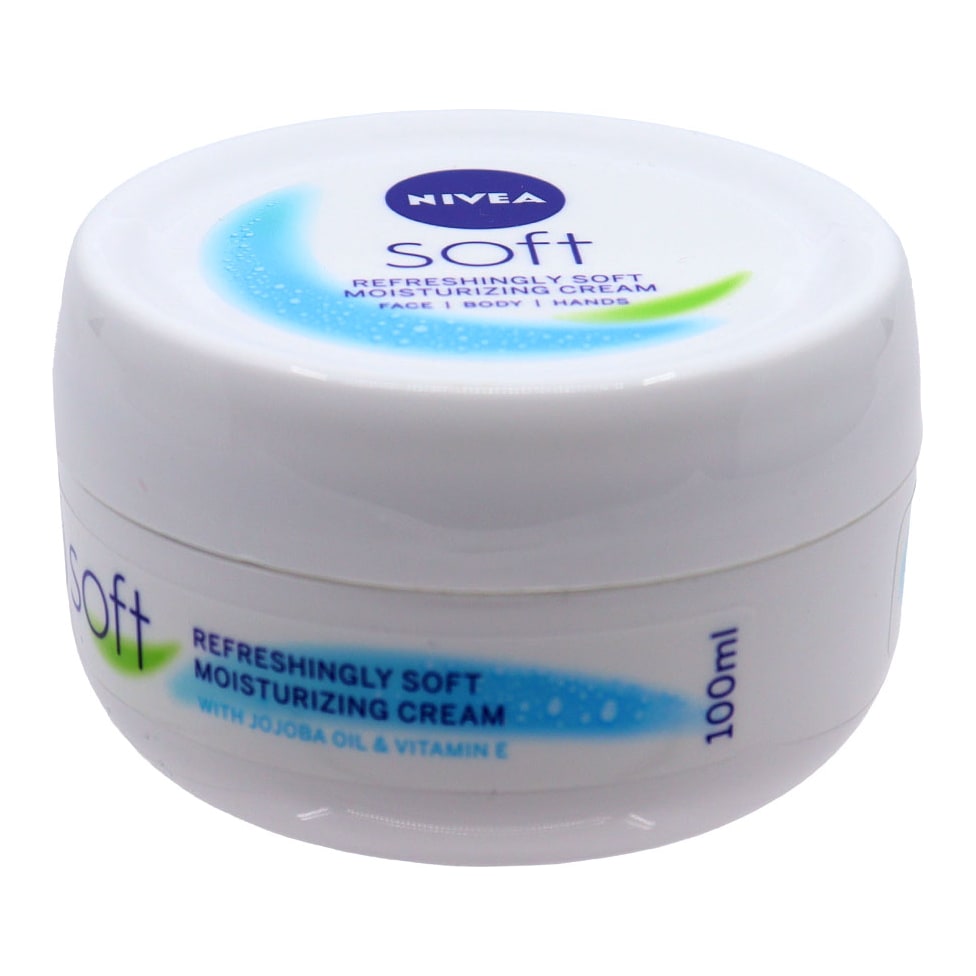 NIVEA
soft
REFRESHINGLY SOFT
MOISTURIZING CREAM
FACE | BODY | HANDS
soft
REFRESHINGLY SOFT
MOISTURIZING CREAM
WITH JOJOBA OIL & VITAMIN E
100ml